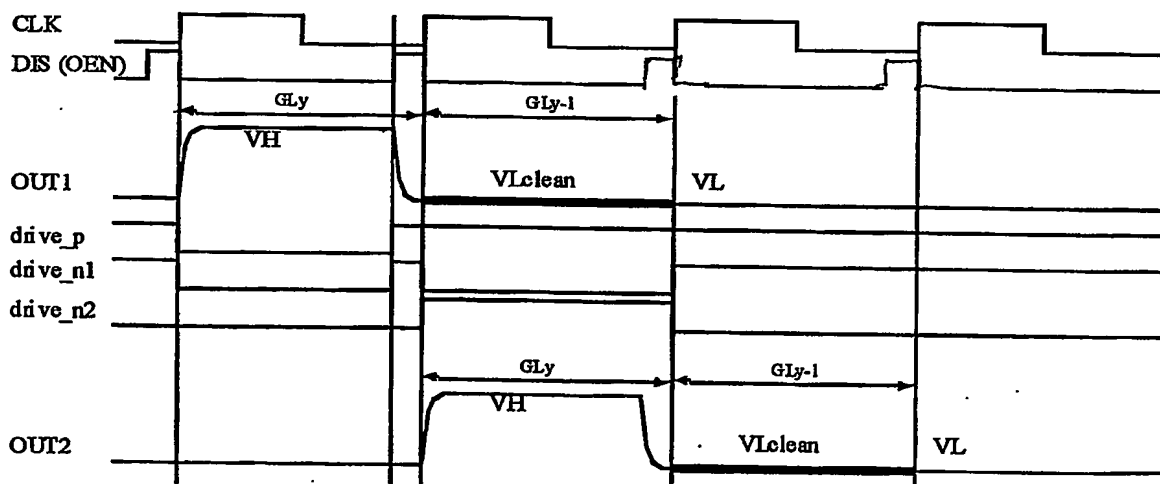 CLK
DIS (OEN)
GLy GLy-1
VH
OUT1 VLclean VL
drive_p
drive_n1
drive_n2
GLy GLy-1
VH
OUT2 VLclean VL